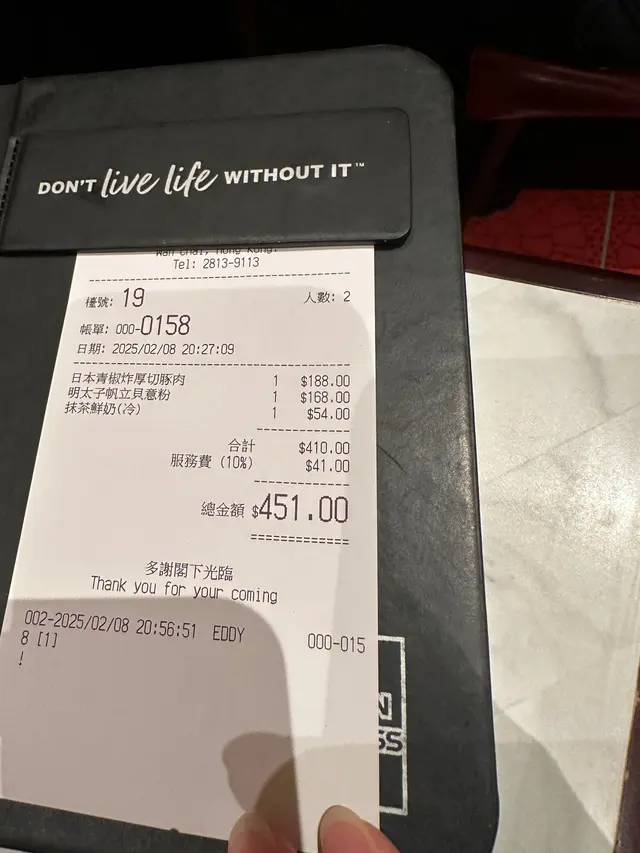 DON'T live life WITHOUT IT™
Wan Chai, Hong Kong.
Tel: 2813-9113
檯號: 19 人數: 2
帳單: 000-0158
日期: 2025/02/08 20:27:09
日本青椒炸厚切豚肉 1 $188.00
明太子帆立貝意粉 1 $168.00
抹茶鮮奶(冷) 1 $54.00
合計 $410.00
服務費 (10%) $41.00
總金額 $451.00
多謝閣下光臨
Thank you for your coming
002-2025/02/08 20:56:51 EDDY 000-015
8 [1]
!
N
SS